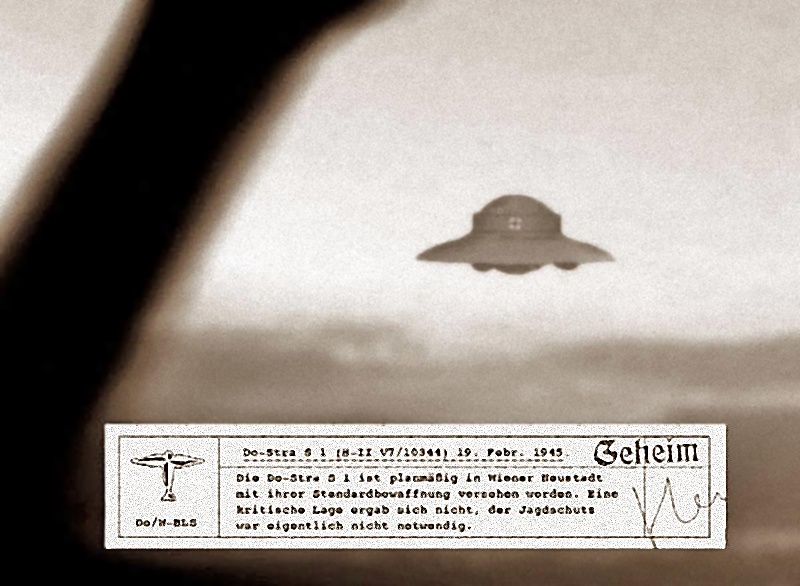 Do-Stra S 1 (H-II V7/10344) 19. Febr. 1945
Geheim
Die Do-Stra S 1 ist planmäßig in Wiener Neustadt
mit ihrer Standardbewaffnung versehen worden. Eine
kritische Lage ergab sich nicht, der Jagdschutz
war eigentlich nicht notwendig.
Do/W-BLS